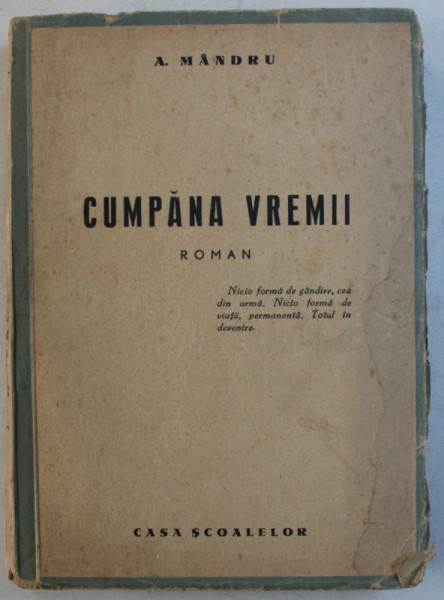 A. MÂNDRU
CUMPĂNA VREMII
ROMAN
Nicio formă de gândire, cea
din urmă. Nicio formă de
viață, permanentă. Totul în
devenire.
CASA ȘCOALELOR